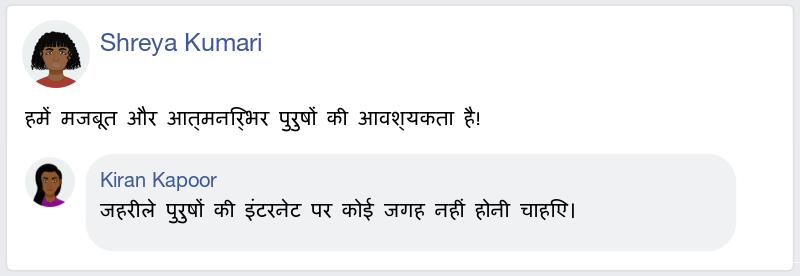 Shreya Kumari
हमें मजबूत और आत्मनिर्भर पुरुषों की आवश्यकता है!
Kiran Kapoor
जहरीले पुरुषों की इंटरनेट पर कोई जगह नहीं होनी चाहिए।